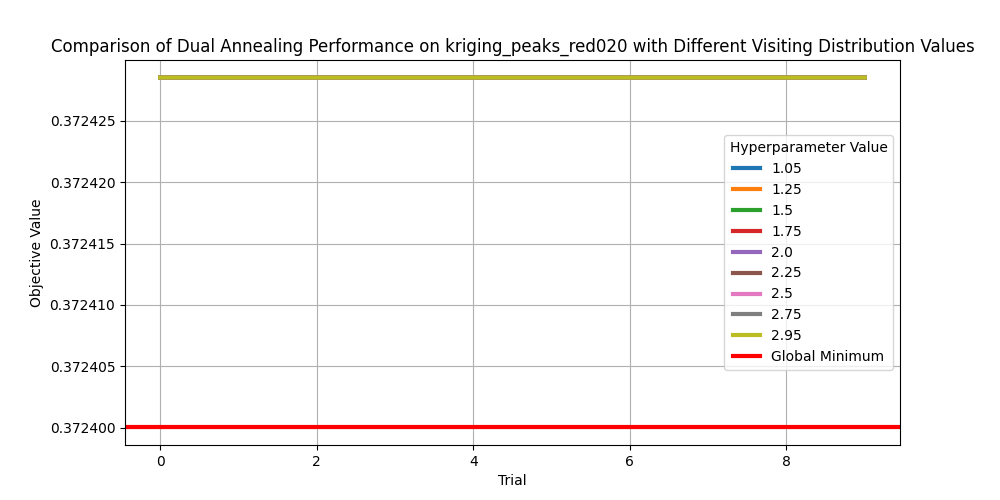 Comparison of Dual Annealing Performance on kriging_peaks_red020 with Different Visiting Distribution Values
Objective Value
0.372425
0.372420
0.372415
0.372410
0.372405
0.372400
Hyperparameter Value
1.05
1.25
1.5
1.75
2.0
2.25
2.5
2.75
2.95
Global Minimum
0 2 4 6 8
Trial